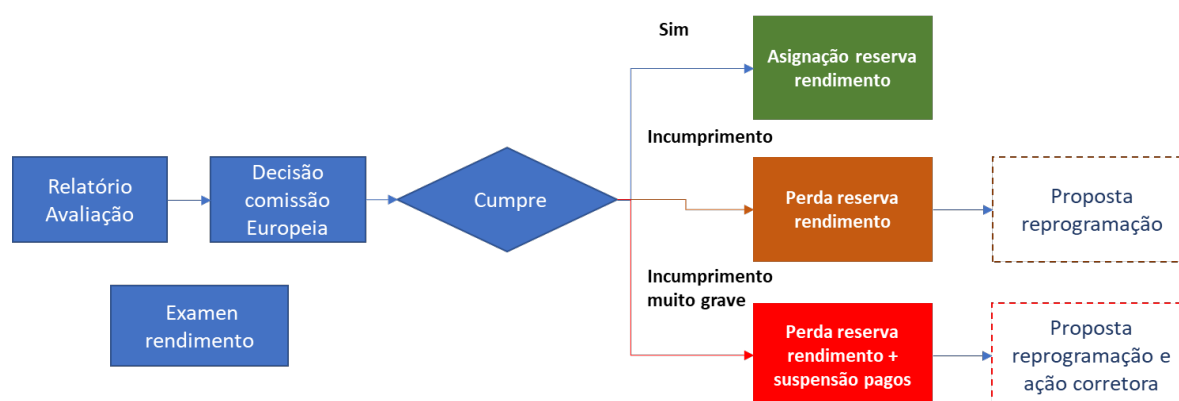 Relatório
Avaliação
Decisão
comissão
Europeia
Examen
rendimento
Cumpre
Sim
Asignação reserva
rendimento
Incumprimento
Perda reserva
rendimento
Proposta
reprogramação
Incumprimento
muito grave
Perda reserva
rendimento +
suspensão pagos
Proposta
reprogramação e
ação corretora